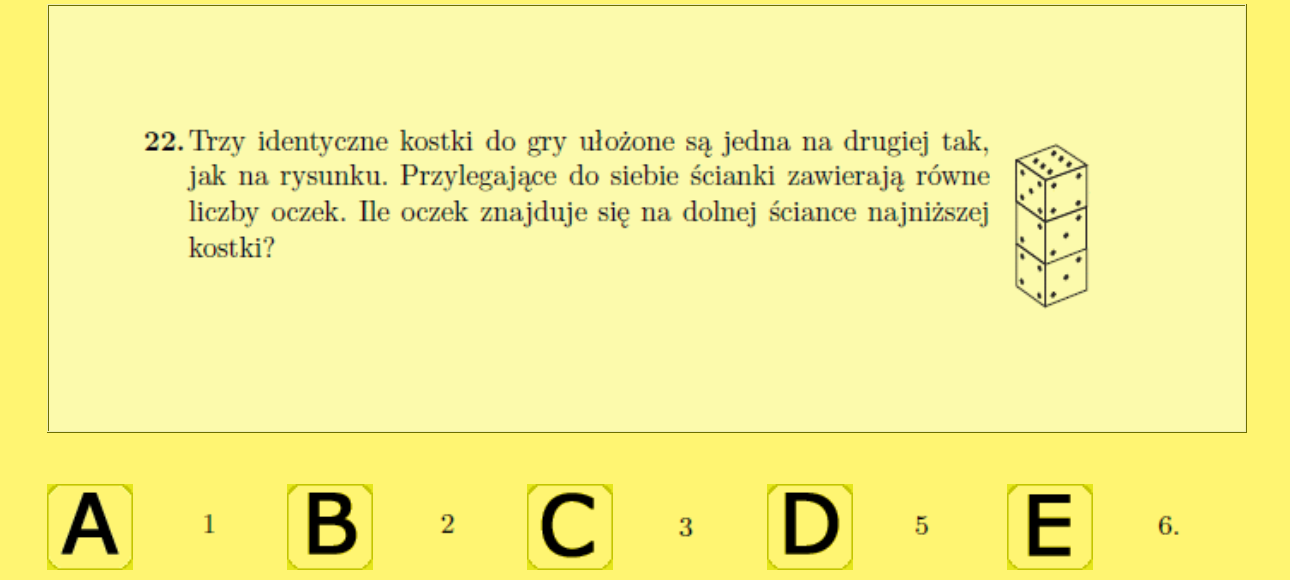 22. Trzy identyczne kostki do gry ułożone są jedna na drugiej tak,
jak na rysunku. Przylegające do siebie ścianki zawierają równe
liczby oczek. Ile oczek znajduje się na dolnej ściance najniższej
kostki?
A 1 B 2 C 3 D 5 E 6.